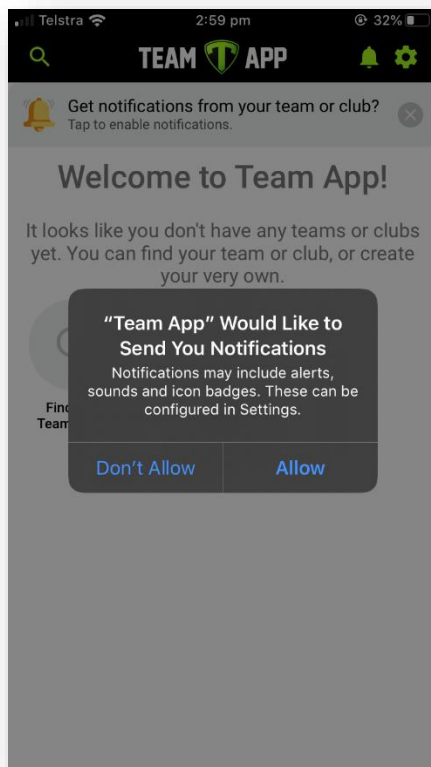 Telstra 2:59 pm 32%
TEAM T APP
Get notifications from your team or club?
Tap to enable notifications.
Welcome to Team App!
It looks like you don't have any teams or clubs
yet. You can find your team or club, or create
your very own.
"Team App" Would Like to
Send You Notifications
Notifications may include alerts,
sounds and icon badges. These can be
configured in Settings.
Team
Don't Allow Allow